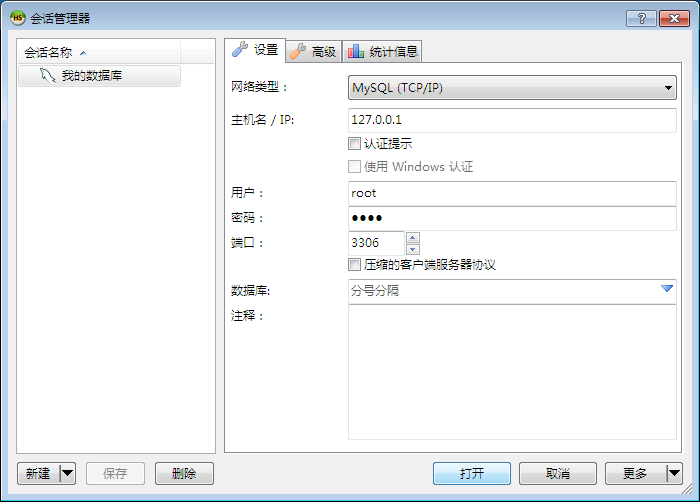 HS 会话管理器
会话名称
我的数据库
设置 高级 统计信息
网络类型： MySQL (TCP/IP)
主机名 / IP: 127.0.0.1
认证提示
使用 Windows 认证
用户： root
密码： ●●●●
端口： 3306
压缩的客户端服务器协议
数据库: 分号分隔
注释：
新建 保存 删除 打开 取消 更多